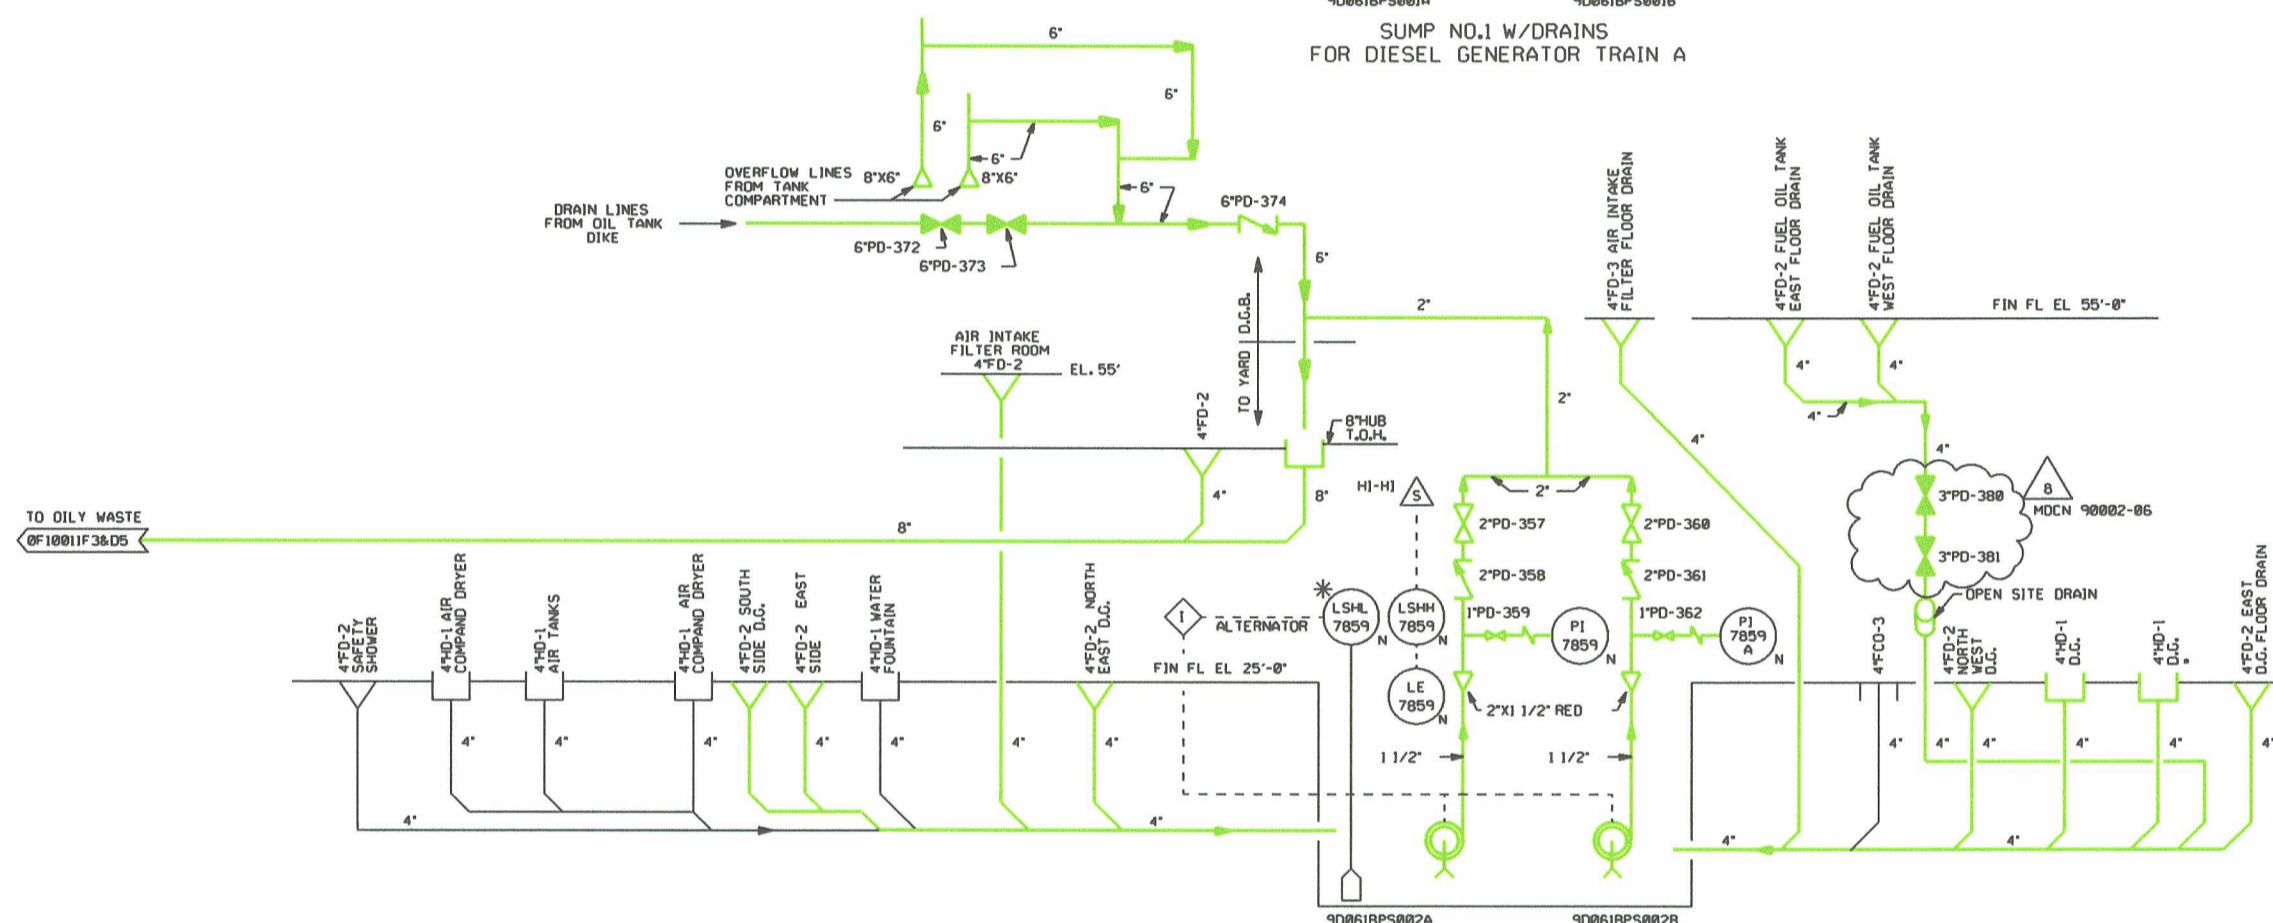 SUMP NO.1 W/DRAINS
FOR DIESEL GENERATOR TRAIN A
6"
6"
6"
6"
OVERFLOW LINES
FROM TANK
COMPARTMENT
8"X6"
8"X6"
6"
DRAIN LINES
FROM OIL TANK
DIKE
6"PD-372
6"PD-373
6"PD-374
6"
TO YARD
D.G.B.
2"
2"
4"FD-3 AIR INTAKE
FILTER FLOOR DRAIN
4"FD-2 FUEL OIL TANK
EAST FLOOR DRAIN
4"FD-2 FUEL OIL TANK
WEST FLOOR DRAIN
FIN FL EL 55'-0"
4"
4"
4"
4"
4"
AIR INTAKE
FILTER ROOM
4"FD-2
EL. 55'
4"FD-2
4"
8"HUB
T.O.H.
8"
TO OILY WASTE
0F10011F3&D5
8"
HI-HI
S
2"
2"PD-357
2"PD-360
2"PD-358
2"PD-361
1"PD-359
1"PD-362
PI
7859
N
PI
7859
A
N
3"PD-380
3"PD-381
8
MDCN 90002-06
OPEN SITE DRAIN
I
ALTERNATOR
*
LSHL
7859
N
LSHH
7859
N
LE
7859
N
2"X1 1/2" RED
1 1/2"
1 1/2"
4"FD-2
SAFETY
SHOWER
4"HD-1 AIR
COMPAND DRYER
4"HD-1
AIR TANKS
4"HD-1 AIR
COMPAND DRYER
4"FD-2 SOUTH
SIDE D.G.
4"FD-2 EAST
SIDE
4"HD-1 WATER
FOUNTAIN
4"FD-2 NORTH
EAST D.G.
FIN FL EL 25'-0"
4"
4"
4"
4"
4"
4"
4"
4"
4"
4"FCO-3
4"FD-2
NORTH
WEST
D.G.
4"HD-1
D.G.
4"HD-1
D.G.
4"FD-2 EAST
D.G. FLOOR DRAIN
4"
4"
4"
4"
4"
4"
4"
4"
9D061BPS002A
9D061BPS002B